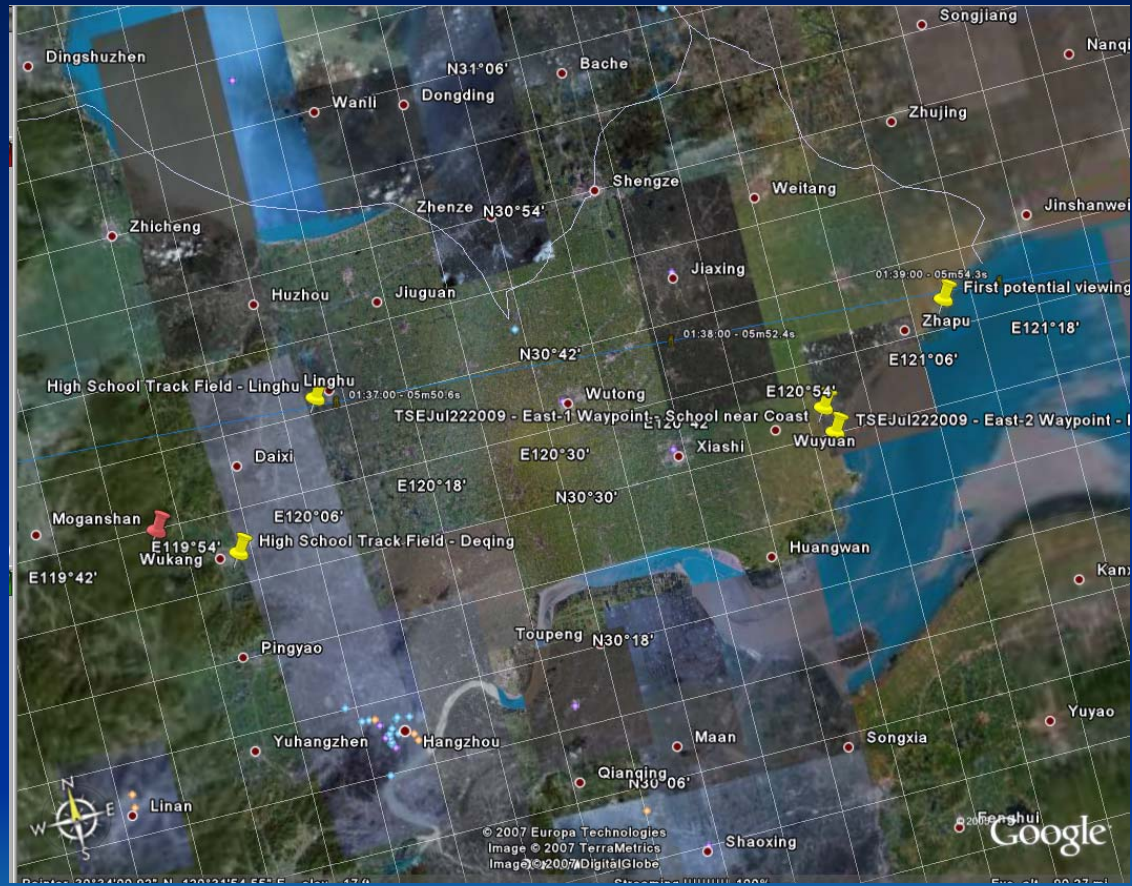 Songjiang
Dingshuzhen
Bache
Nanqi
N31°06'
Wanli
Dongding
Zhujing
Shengze
Weitang
Zhenze
N30°54'
Jinshanwei
Zhicheng
Jiaxing
01:39:00 - 05m54.3s
First potential viewing
Huzhou
Jiuguan
Zhapu
E121°18'
01:38:00 - 05m52.4s
N30°42'
E121°06'
High School Track Field - Linghu
Linghu
01:37:00 - 05m50.6s
Wutong
E120°54'
TSEJul222009 - East-1 Waypoint - School near Coast
TSEJul222009 - East-2 Waypoint -
E120°42'
Wuyuan
Xiashi
Daixi
E120°30'
E120°18'
N30°30'
Moganshan
E120°06'
High School Track Field - Deqing
E119°54'
Wukang
Huangwan
E119°42'
Kanx
Toupeng
N30°18'
Pingyao
Yuyao
Hangzhou
Yuhangzhen
Maan
Songxia
Qianqing
N30°06'
N
W
E
S
Linan
Fenghui
Google
© 2007 Europa Technologies
Image © 2007 TerraMetrics
Image © 2007 DigitalGlobe
Shaoxing